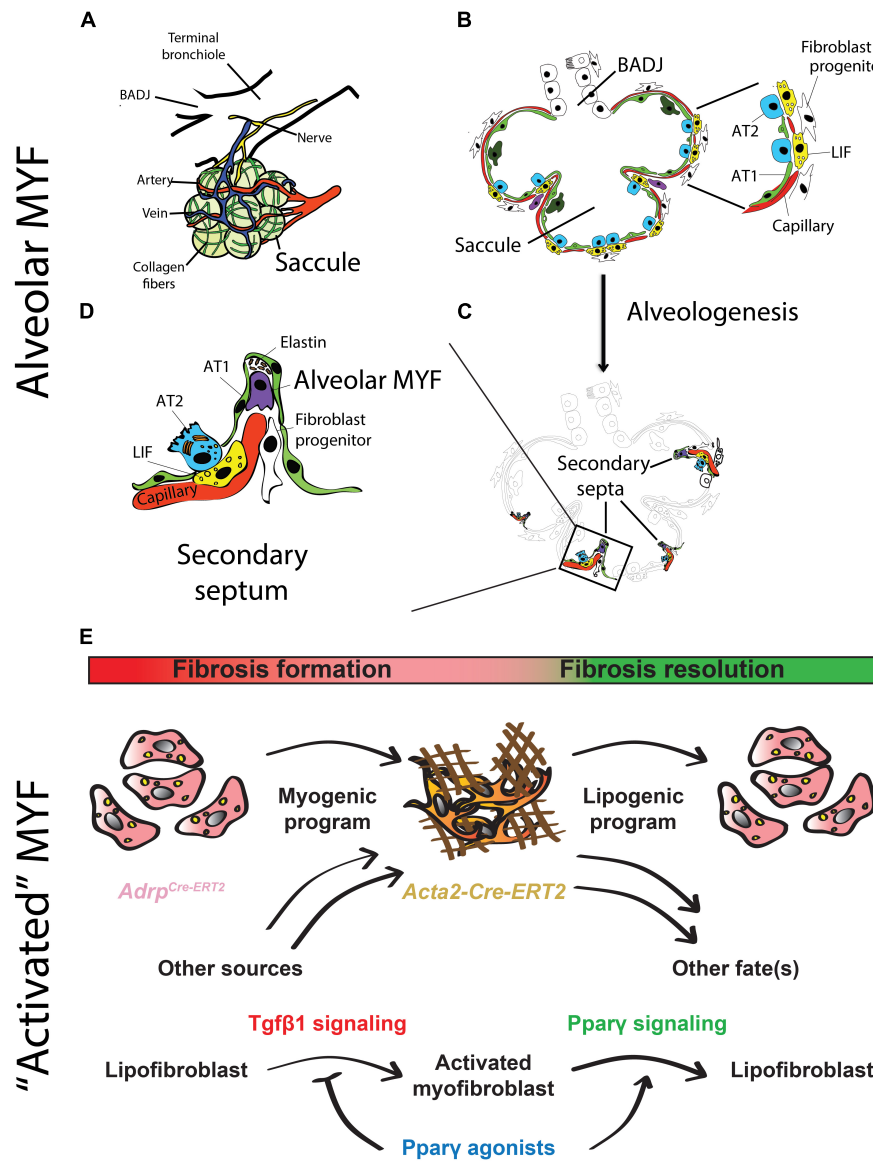 Alveolar MYF
A
Terminal
bronchiole
BADJ
Nerve
Artery
Vein
Saccule
Collagen
fibers
B
BADJ
Fibroblast
progenito
AT2
LIF
AT1
Capillary
Saccule
Alveologenesis
D
Elastin
AT1
Alveolar MYF
AT2
Fibroblast
progenitor
LIF
Capillary
Secondary
septum
C
Secondary
septa
"Activated" MYF
E
Fibrosis formation
Fibrosis resolution
Myogenic
program
Lipogenic
program
Adrp^Cre-ERT2
Acta2-Cre-ERT2
Other sources
Other fate(s)
Tgfβ1 signaling
Pparγ signaling
Lipofibroblast
Activated
myofibroblast
Lipofibroblast
Pparγ agonists